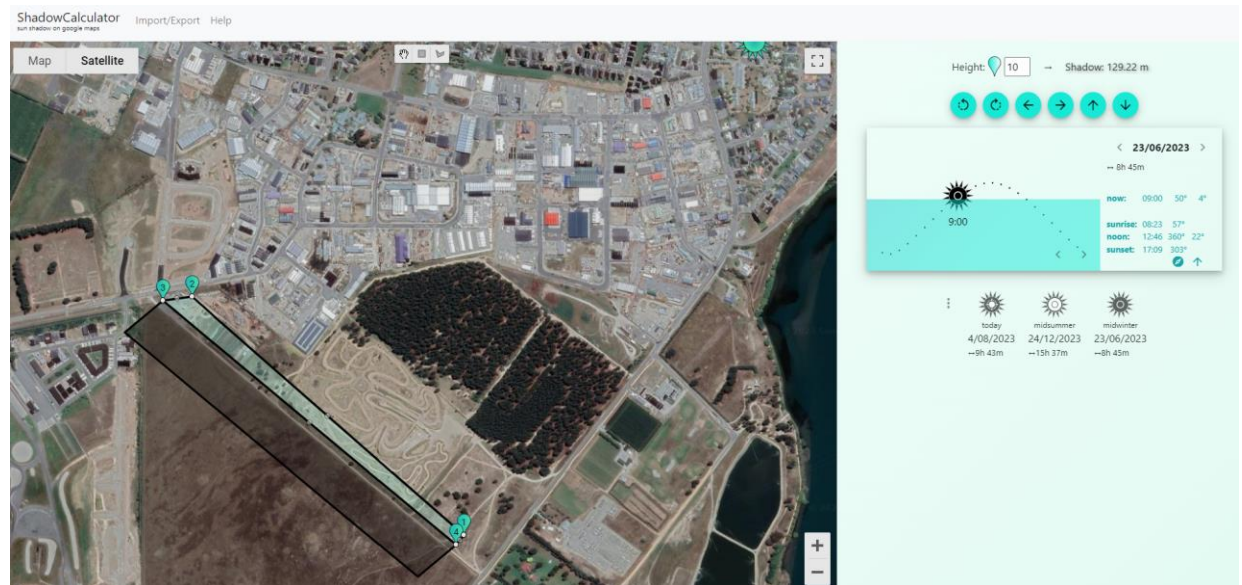 ShadowCalculator Import/Export Help
sun shadow on google maps
Map Satellite
3 2
1
4
Height: 10 → Shadow: 129.22 m
< 23/06/2023 >
↔ 8h 45m
now: 09:00 50° 4°
9:00
sunrise: 08:23 57°
noon: 12:46 360° 22°
sunset: 17:09 303°
today midsummer midwinter
4/08/2023 24/12/2023 23/06/2023
↔9h 43m ↔15h 37m ↔8h 45m